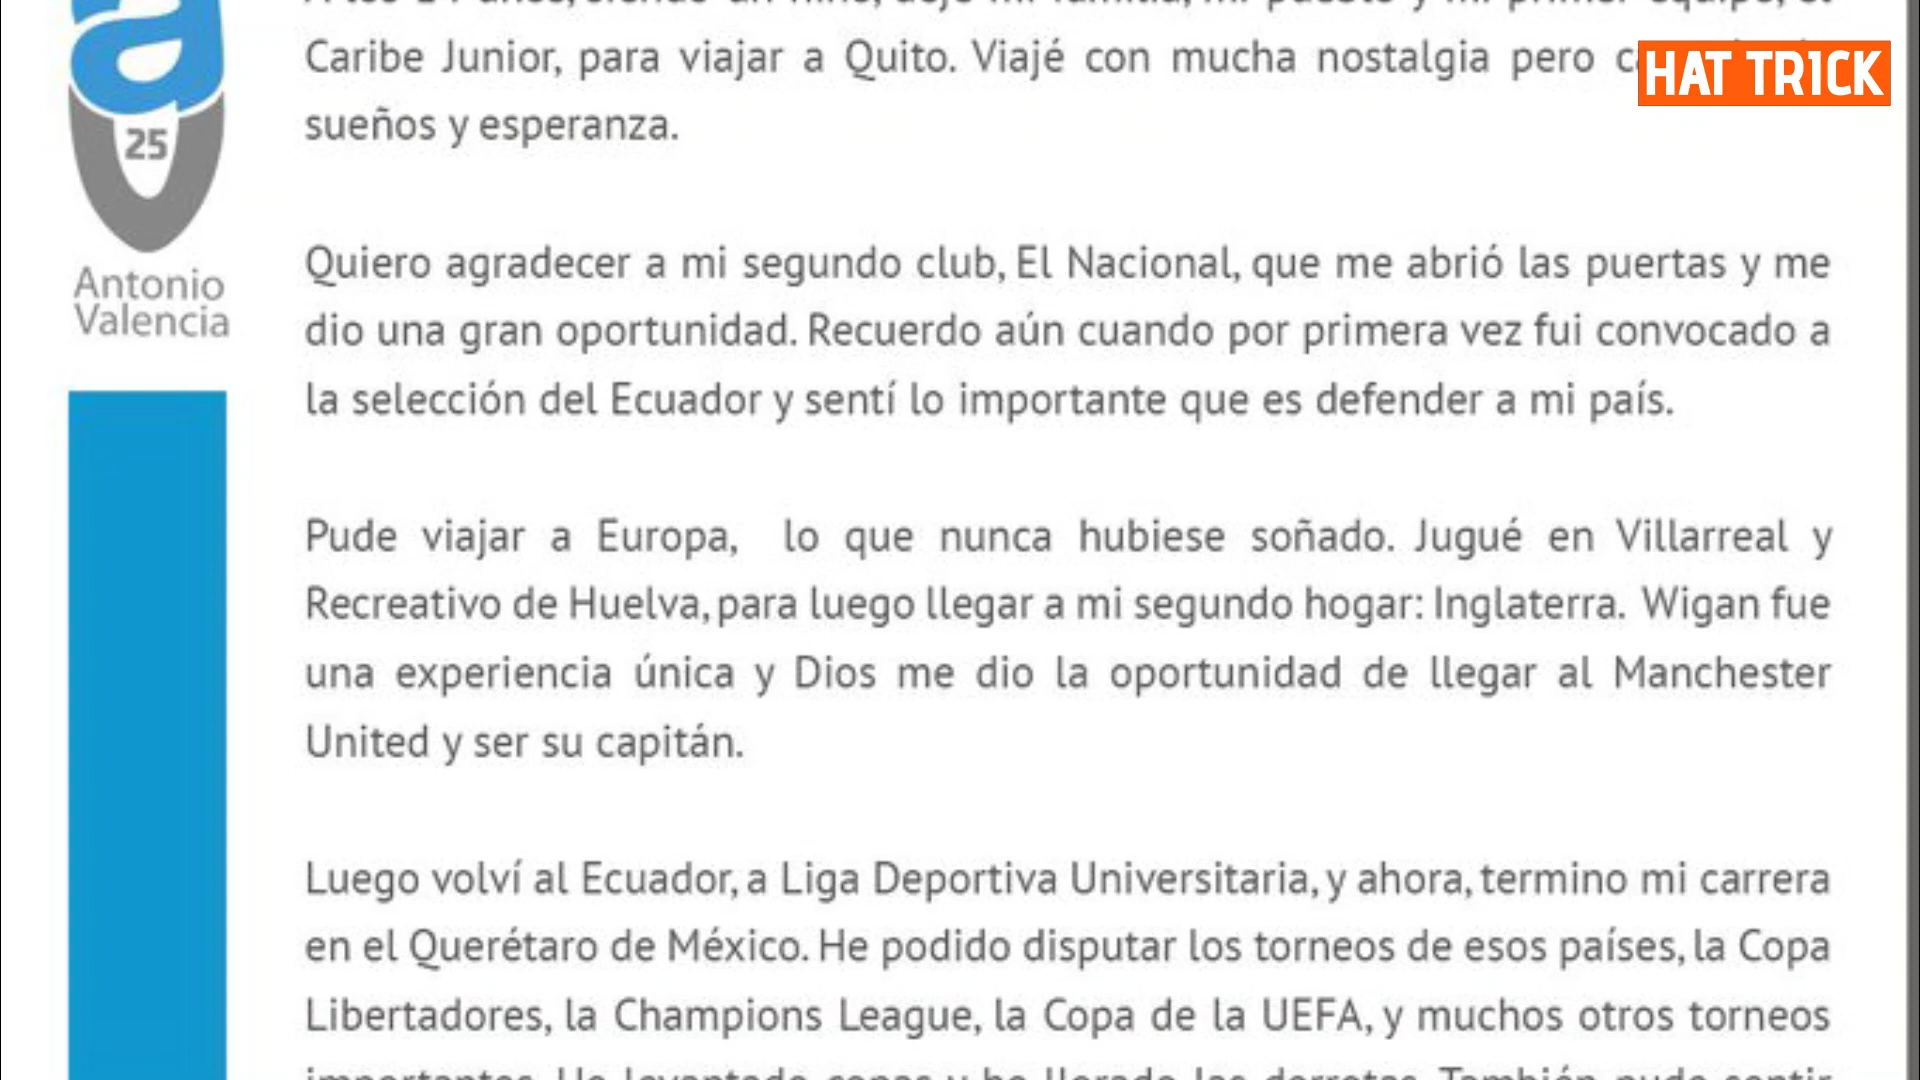 a
25
Antonio
Valencia
HAT TRICK
Caribe Junior, para viajar a Quito. Viajé con mucha nostalgia pero
sueños y esperanza.
Quiero agradecer a mi segundo club, El Nacional, que me abrió las puertas y me
dio una gran oportunidad. Recuerdo aún cuando por primera vez fui convocado a
la selección del Ecuador y sentí lo importante que es defender a mi país.
Pude viajar a Europa, lo que nunca hubiese soñado. Jugué en Villarreal y
Recreativo de Huelva, para luego llegar a mi segundo hogar: Inglaterra. Wigan fue
una experiencia única y Dios me dio la oportunidad de llegar al Manchester
United y ser su capitán.
Luego volví al Ecuador, a Liga Deportiva Universitaria, y ahora, termino mi carrera
en el Querétaro de México. He podido disputar los torneos de esos países, la Copa
Libertadores, la Champions League, la Copa de la UEFA, y muchos otros torneos